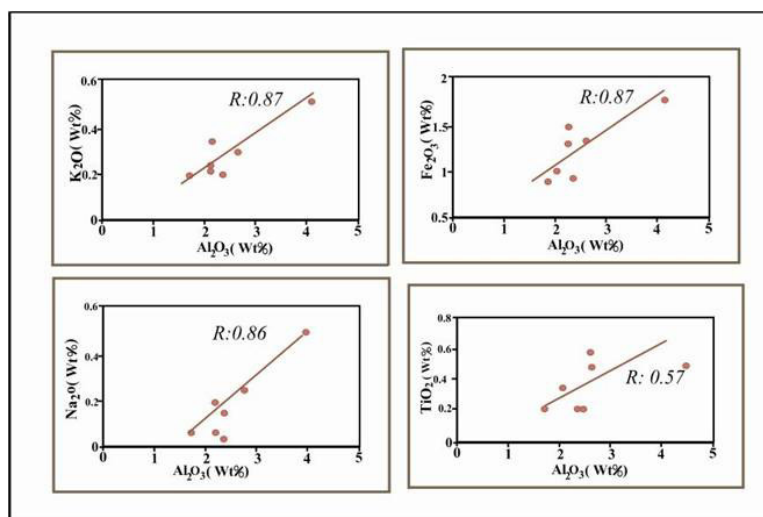 0.6
0.4
0.2
0
K2O( Wt%)
R:0.87
0 1 2 3 4 5
Al2O3( Wt%)
2
1.5
1
0.5
Fe2O3( Wt%)
R:0.87
0 1 2 3 4 5
Al2O3( Wt%)
0.6
0.4
0.2
0
Na2o( Wt%)
R:0.86
0 1 2 3 4 5
Al2O3( Wt%)
0.8
0.6
0.4
0.2
0
TiO2( Wt%)
R: 0.57
0 1 2 3 4 5
Al2O3( Wt%)